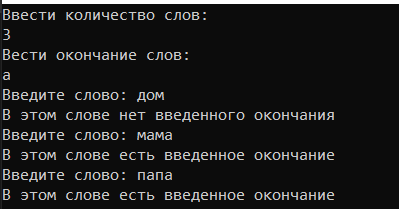 Ввести количество слов:
3
Вести окончание слов:
а
Введите слово: дом
В этом слове нет введенного окончания
Введите слово: мама
В этом слове есть введенное окончание
Введите слово: папа
В этом слове есть введенное окончание